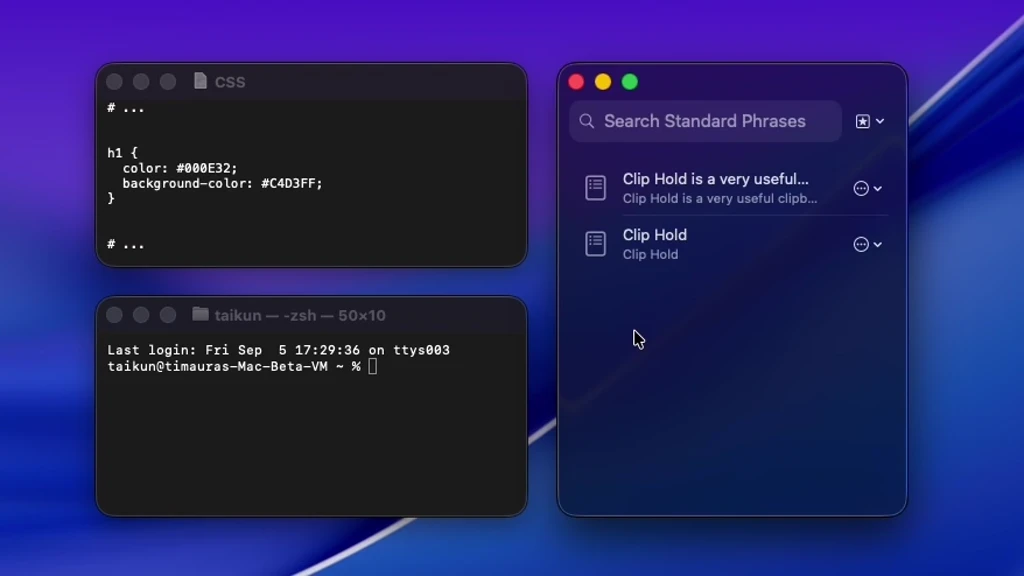 CSS
# ...
h1 {
  color: #000E32;
  background-color: #C4D3FF;
}
# ...
taikun — -zsh — 50×10
Last login: Fri Sep  5 17:29:36 on ttys003
taikun@timauras-Mac-Beta-VM ~ %
Search Standard Phrases
Clip Hold is a very useful...
Clip Hold is a very useful clipb...
Clip Hold
Clip Hold